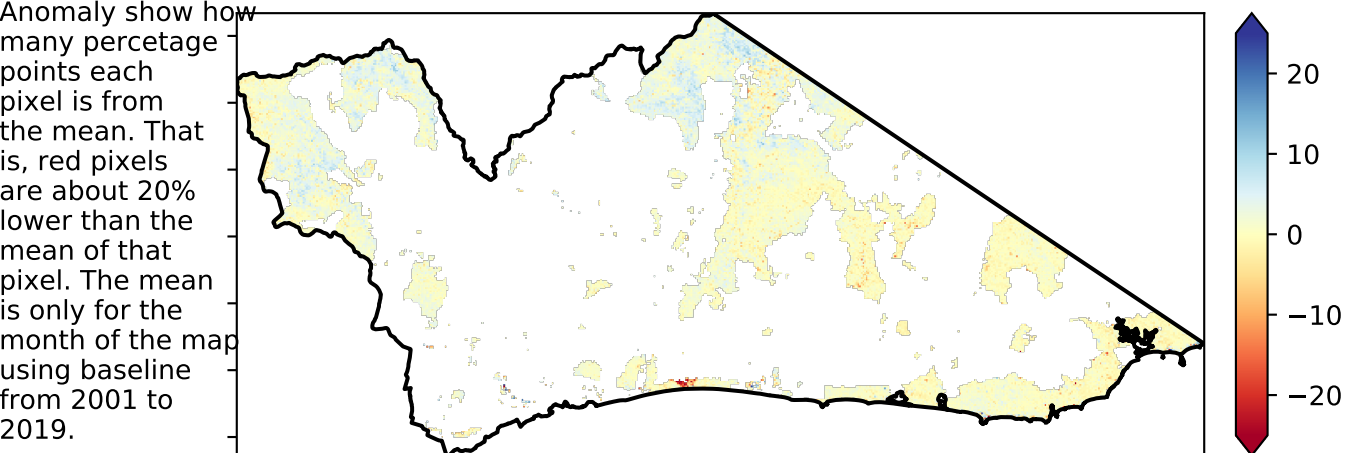 Anomaly show how
many percetage
points each
pixel is from
the mean. That
is, red pixels
are about 20%
lower than the
mean of that
pixel. The mean
is only for the
month of the map
using baseline
from 2001 to
2019.
20
10
0
−10
−20